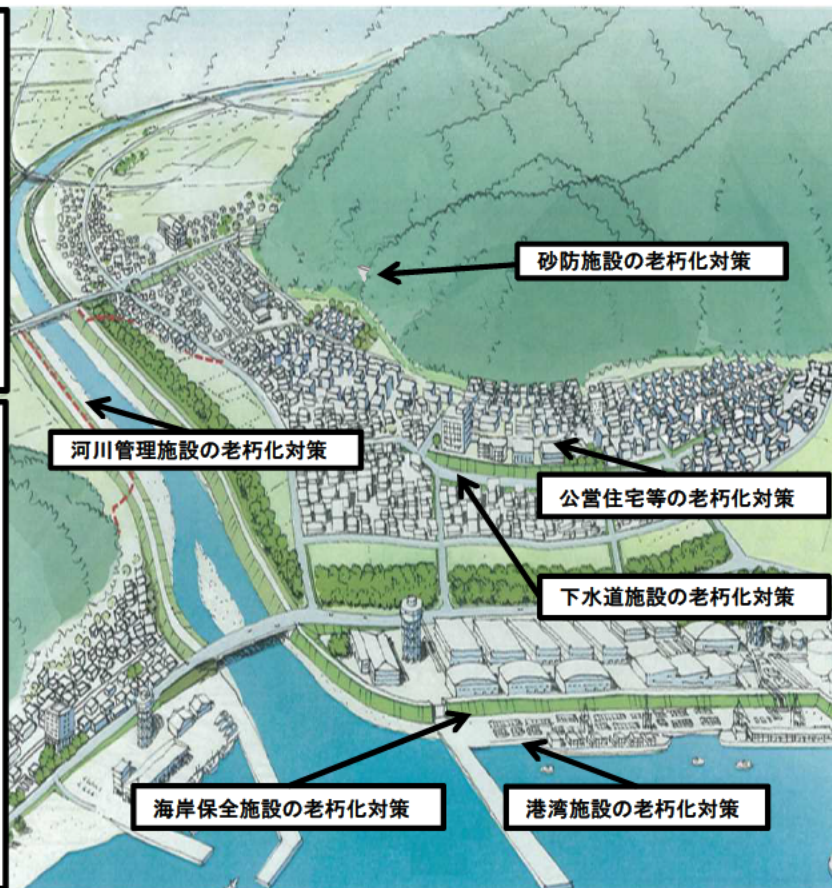 砂防施設の老朽化対策
河川管理施設の老朽化対策
公営住宅等の老朽化対策
下水道施設の老朽化対策
海岸保全施設の老朽化対策
港湾施設の老朽化対策